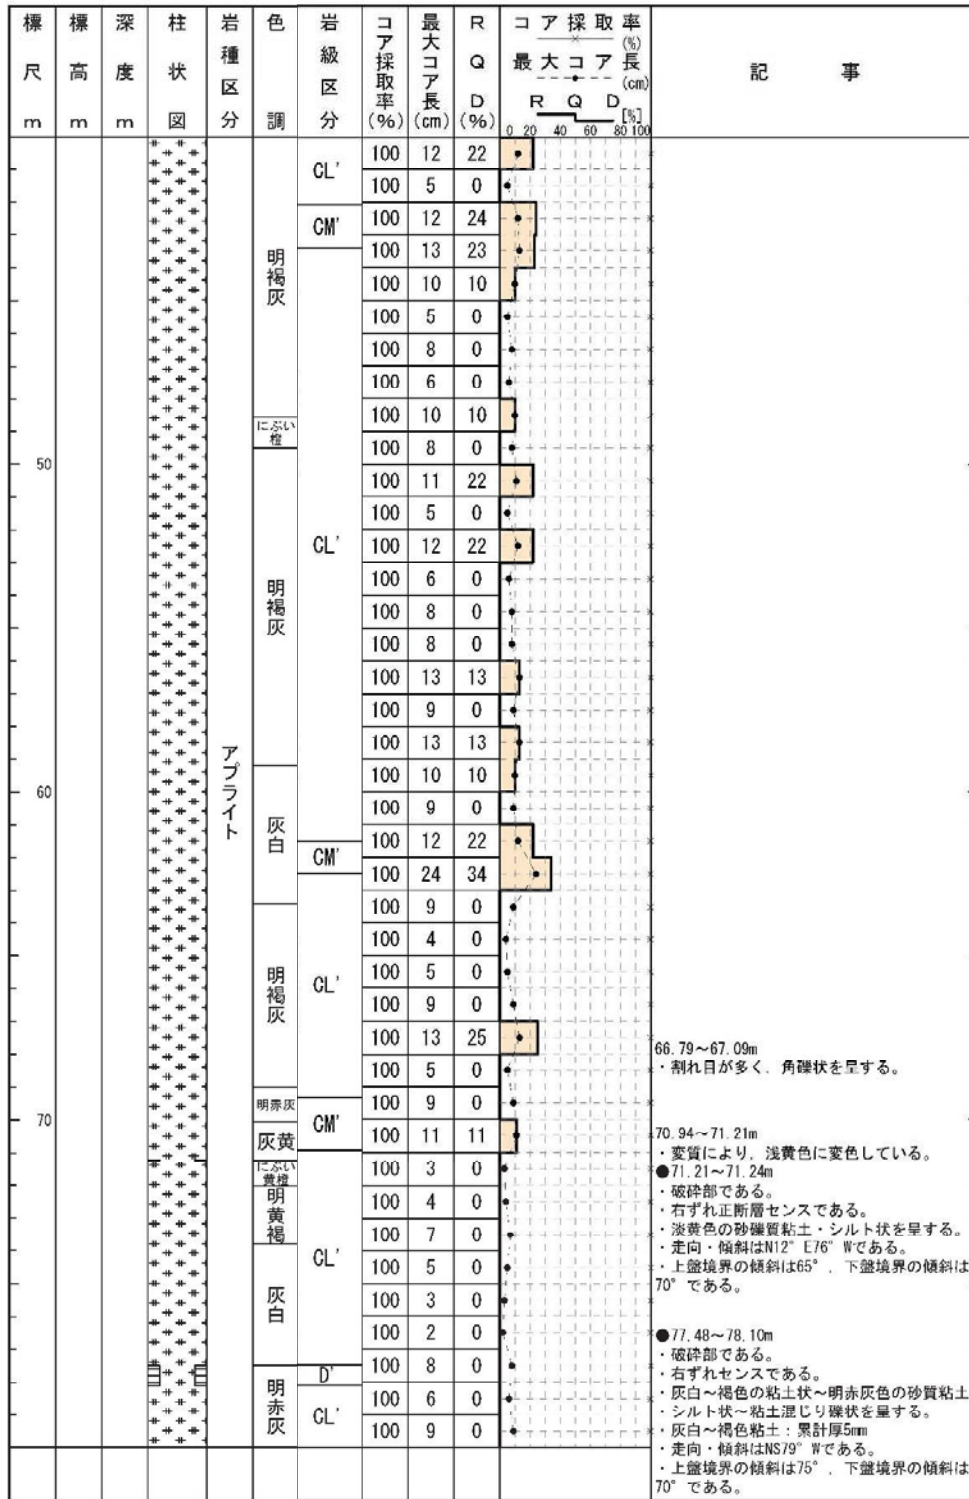 標尺m
標高m
深度m
柱状図
岩種区分
色調
岩級区分
コア採取率(%)
最大コア長(cm)
RQD(%)
コア採取率(%)
最大コア長(cm)
RQD[%]
0 20 40 60 80 100
記事
50
60
70
アプライト
明褐灰
にぶい橙
明褐灰
灰白
明褐灰
明赤灰
灰黄
にぶい黄橙
明黄褐
灰白
明赤灰
CL'
CM'
CL'
CM'
CL'
CM'
CL'
D'
CL'
100 12 22
100 5 0
100 12 24
100 13 23
100 10 10
100 5 0
100 8 0
100 6 0
100 10 10
100 8 0
100 11 22
100 5 0
100 12 22
100 6 0
100 8 0
100 8 0
100 13 13
100 9 0
100 13 13
100 10 10
100 9 0
100 12 22
100 24 34
100 9 0
100 4 0
100 5 0
100 9 0
100 13 25
100 5 0
100 9 0
100 11 11
100 3 0
100 4 0
100 7 0
100 5 0
100 3 0
100 2 0
100 8 0
100 6 0
100 9 0
66.79～67.09m
・割れ目が多く、角礫状を呈する。
70.94～71.21m
・変質により、浅黄色に変色している。
●71.21～71.24m
・破砕部である。
・右ずれ正断層センスである。
・淡黄色の砂礫質粘土・シルト状を呈する。
・走向・傾斜はN12°E76°Wである。
・上盤境界の傾斜は65°、下盤境界の傾斜は
70°である。
●77.48～78.10m
・破砕部である。
・右ずれセンスである。
・灰白～褐色の粘土状～明赤灰色の砂質粘土
・シルト状～粘土混じり礫状を呈する。
・灰白～褐色粘土：累計厚5mm
・走向・傾斜はNS79°Wである。
・上盤境界の傾斜は75°、下盤境界の傾斜は
70°である。